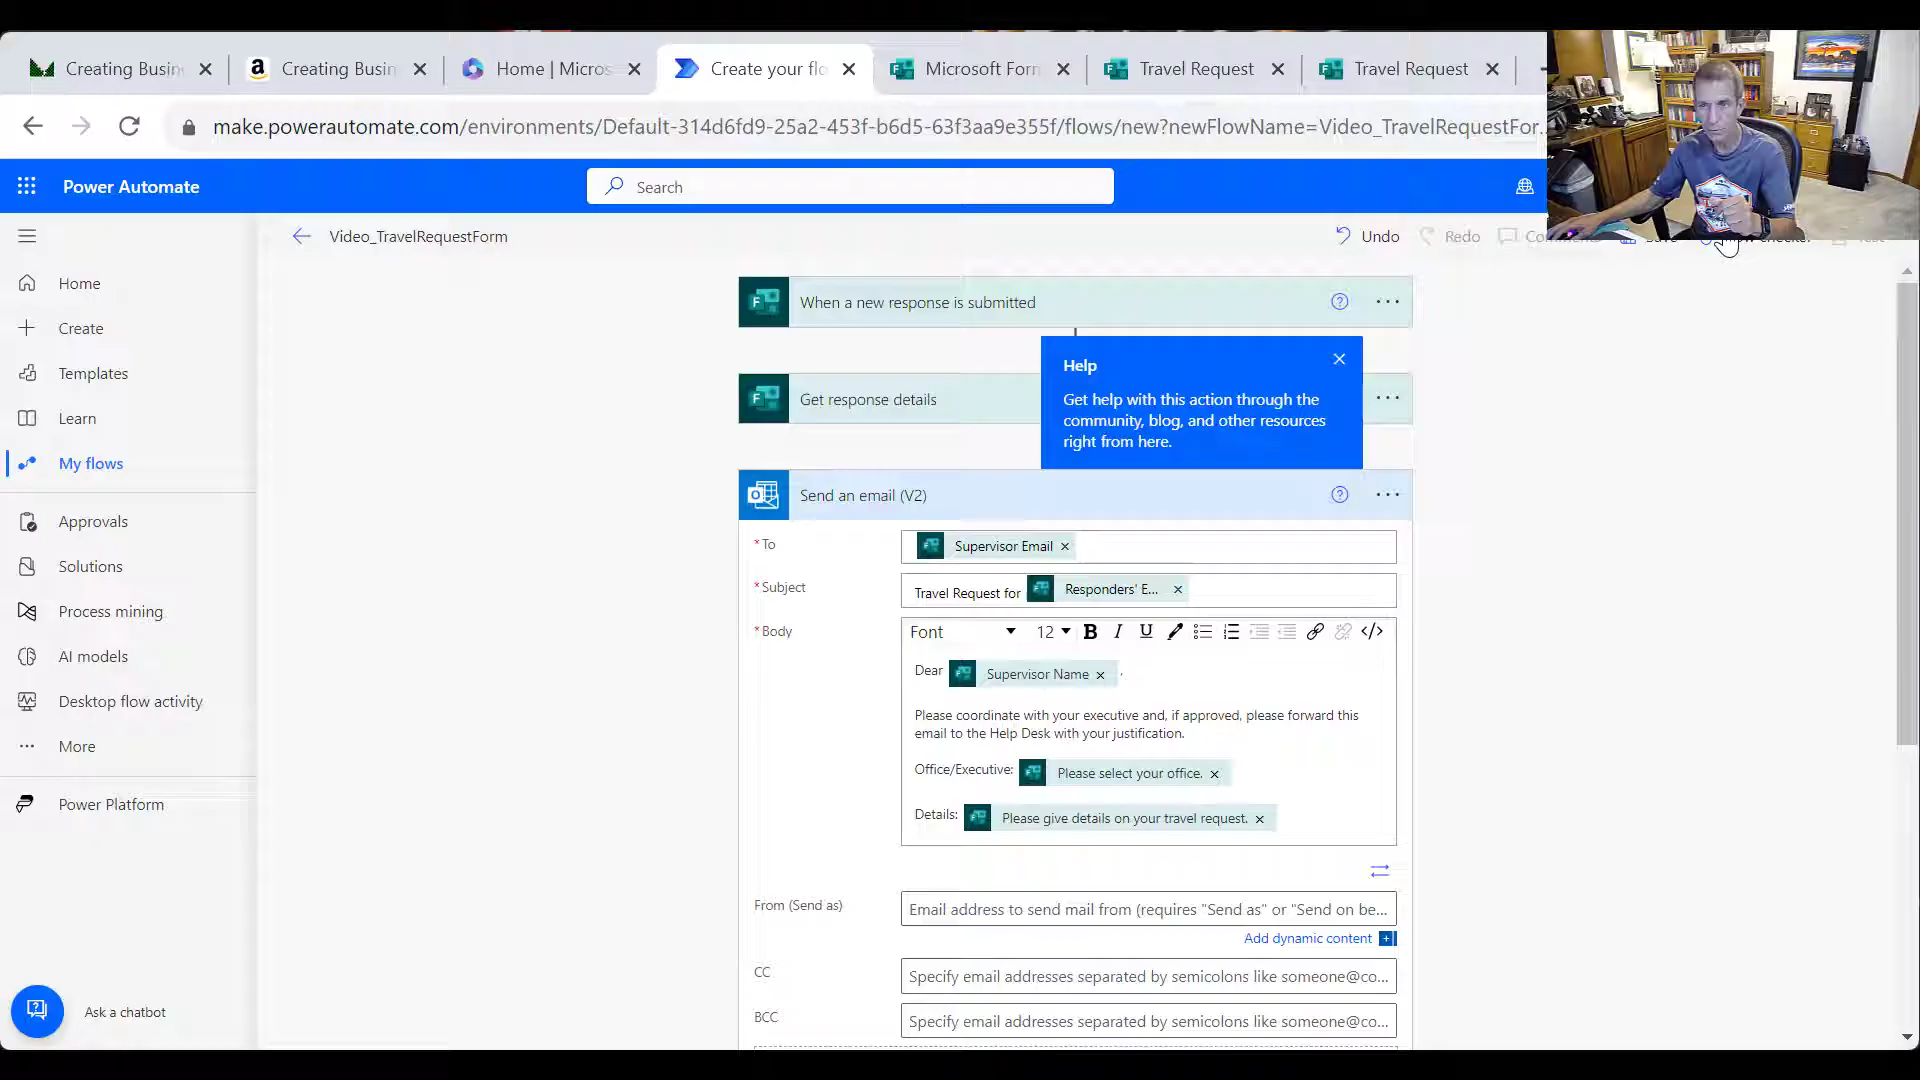 Creating Busin
Creating Busin
Home | Micros
Create your flo
Microsoft Forn
Travel Request
Travel Request
make.powerautomate.com/environments/Default-314d6fd9-25a2-453f-b6d5-63f3aa9e355f/flows/new?newFlowName=Video_TravelRequestFor...
Power Automate
Search
Video_TravelRequestForm
Undo
Redo
Home
Create
Templates
Learn
My flows
Approvals
Solutions
Process mining
AI models
Desktop flow activity
More
Power Platform
Ask a chatbot
When a new response is submitted
Help
Get help with this action through the
community, blog, and other resources
right from here.
Get response details
Send an email (V2)
* To
Supervisor Email
* Subject
Travel Request for Responders' E...
* Body
Font 12
Dear Supervisor Name ,
Please coordinate with your executive and, if approved, please forward this
email to the Help Desk with your justification.
Office/Executive: Please select your office.
Details: Please give details on your travel request.
From (Send as)
Email address to send mail from (requires "Send as" or "Send on be...
Add dynamic content
CC
Specify email addresses separated by semicolons like someone@co...
BCC
Specify email addresses separated by semicolons like someone@co...